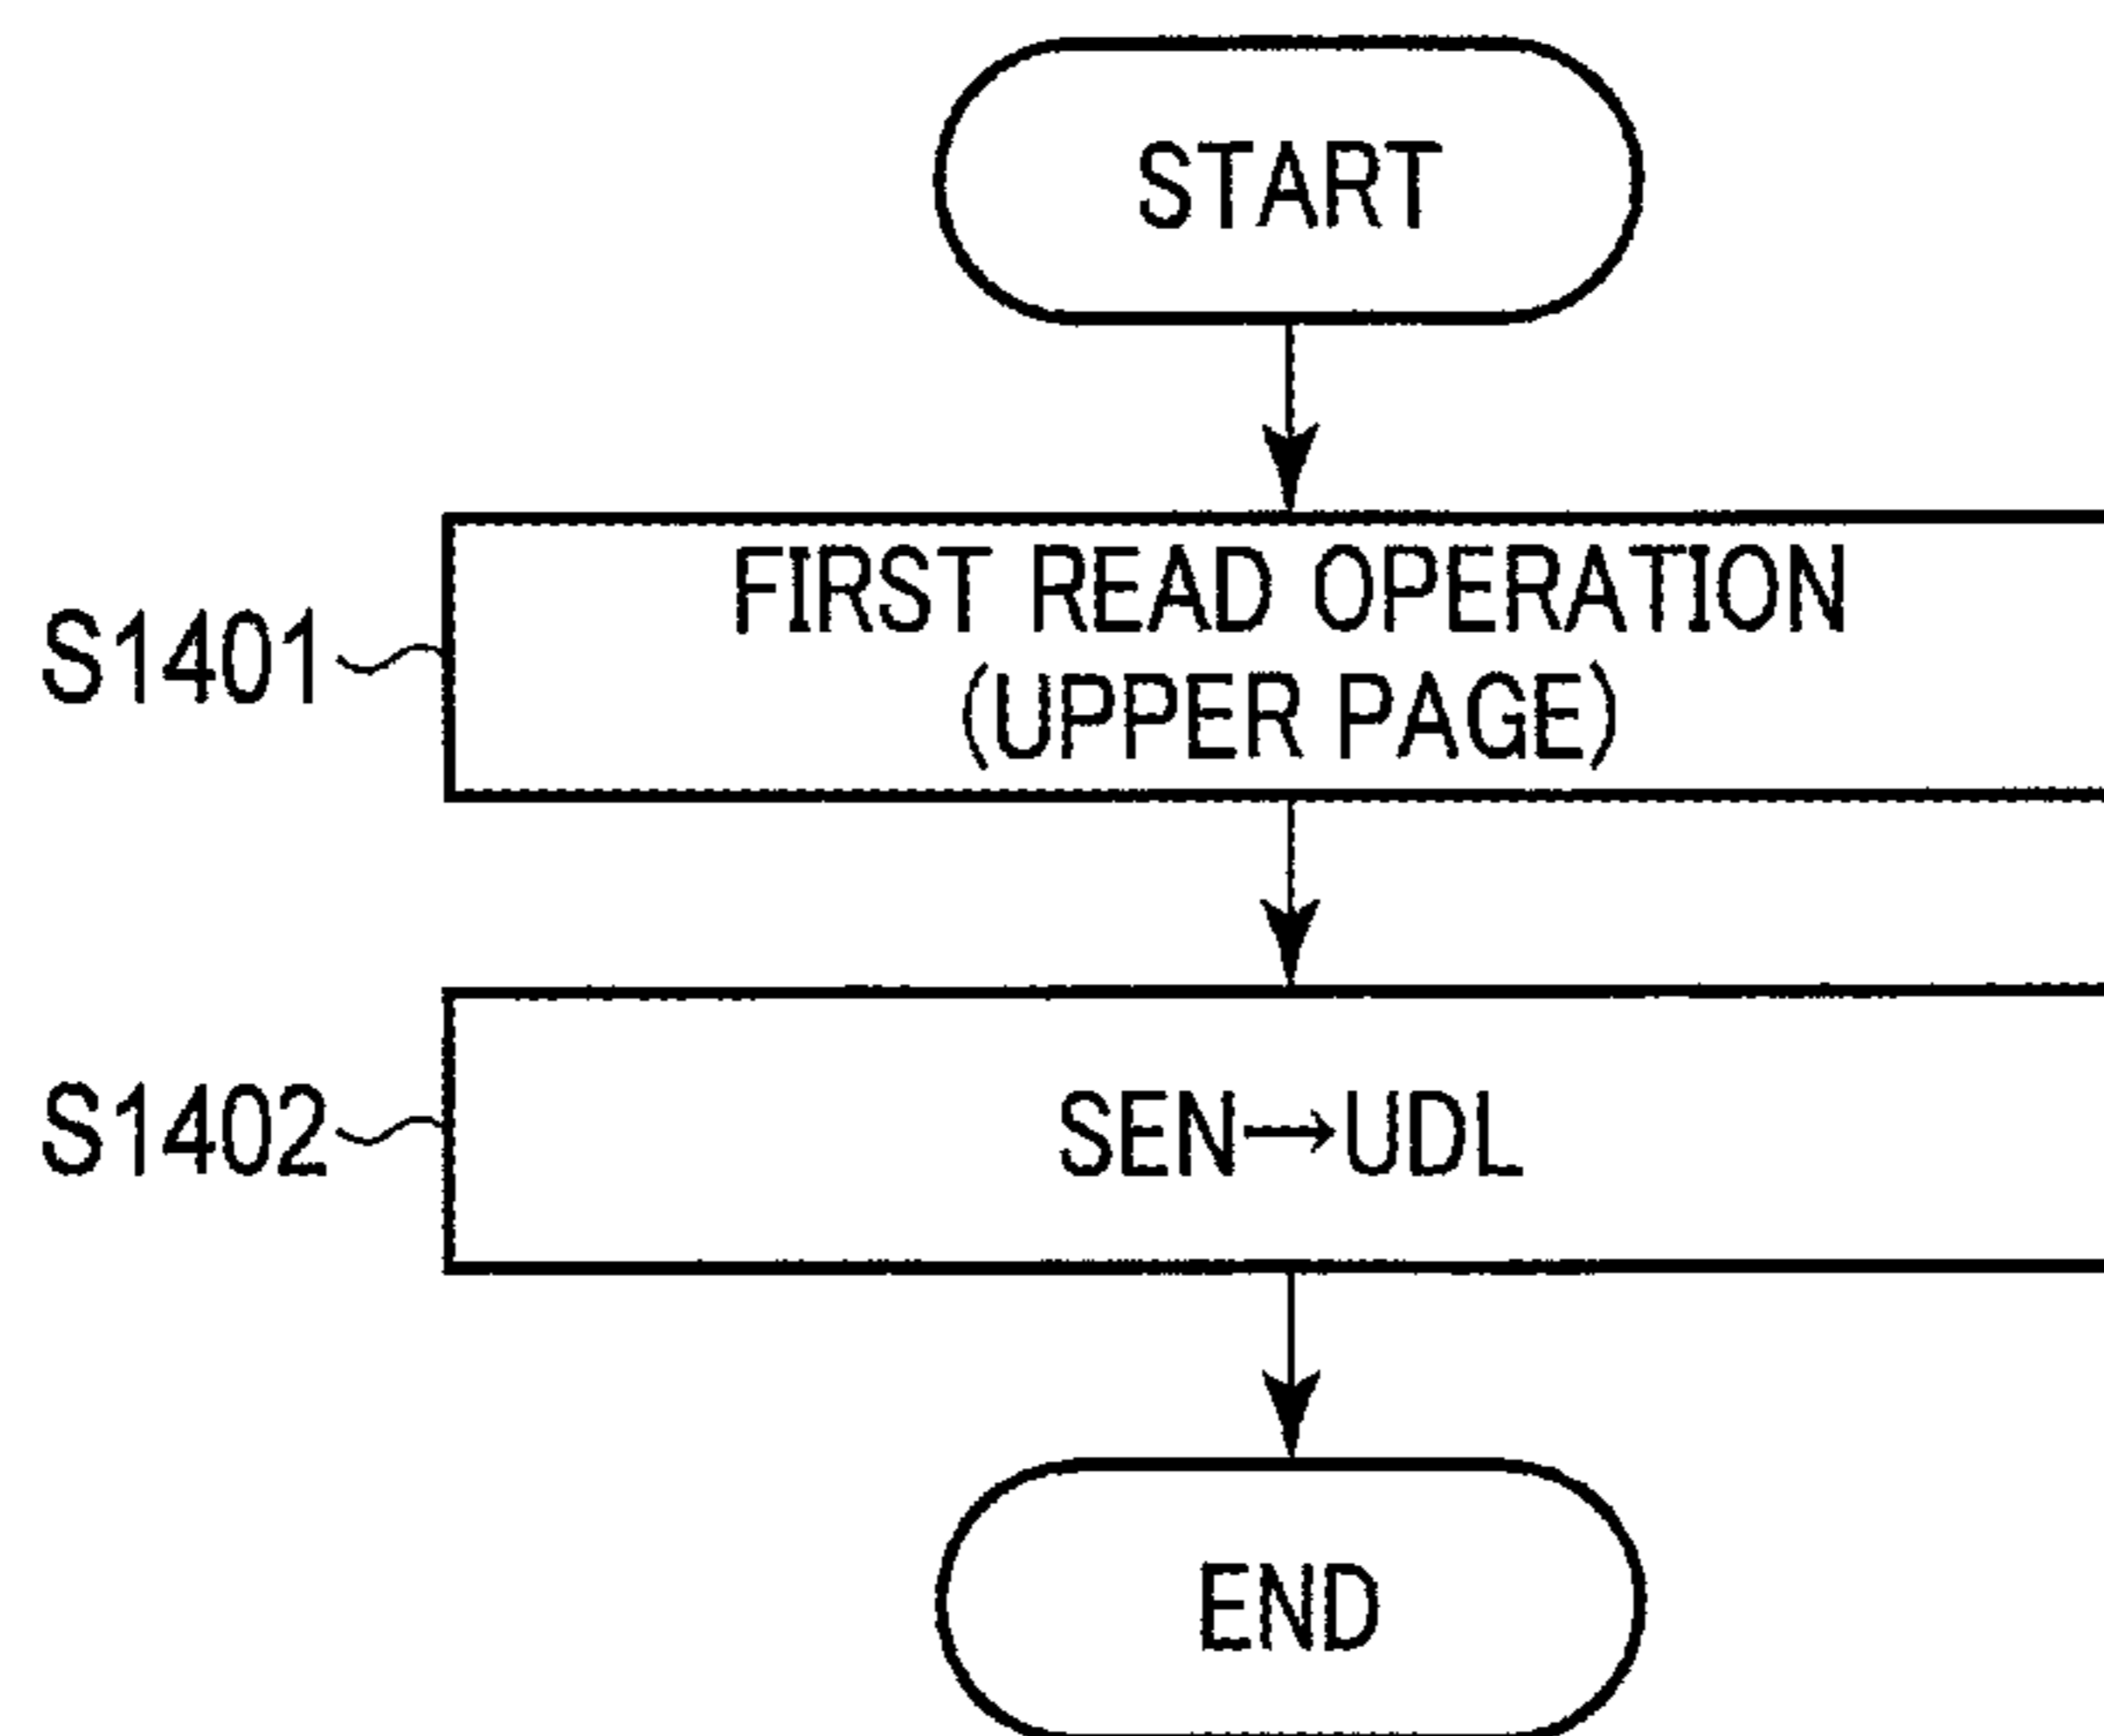 START
FIRST READ OPERATION
(UPPER PAGE)
S1401
SEN→UDL
S1402
END